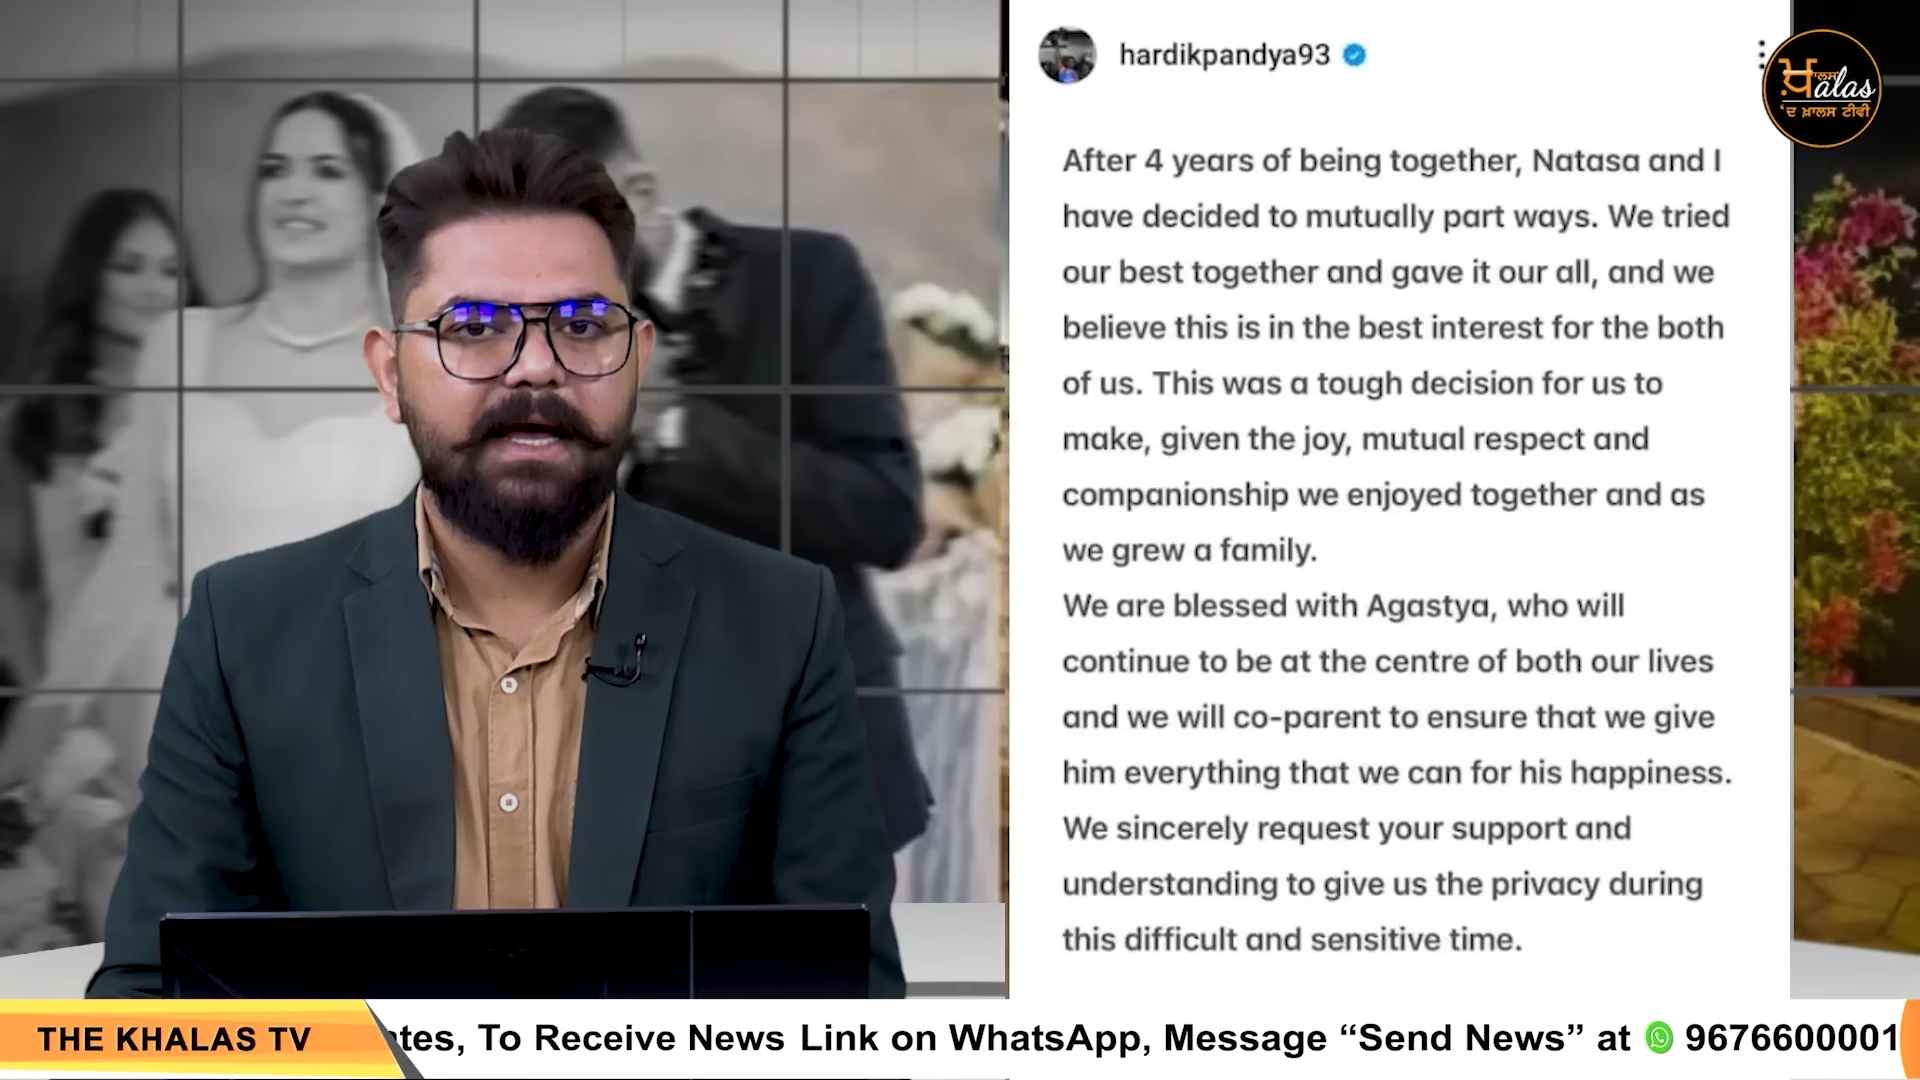 hardikpandya93
ਖ਼ਾਲਸ
alas
'ਦ ਖ਼ਾਲਸ ਟੀਵੀ
After 4 years of being together, Natasa and I
have decided to mutually part ways. We tried
our best together and gave it our all, and we
believe this is in the best interest for the both
of us. This was a tough decision for us to
make, given the joy, mutual respect and
companionship we enjoyed together and as
we grew a family.
We are blessed with Agastya, who will
continue to be at the centre of both our lives
and we will co-parent to ensure that we give
him everything that we can for his happiness.
We sincerely request your support and
understanding to give us the privacy during
this difficult and sensitive time.
THE KHALAS TV
To Receive News Link on WhatsApp, Message “Send News” at 9676600001